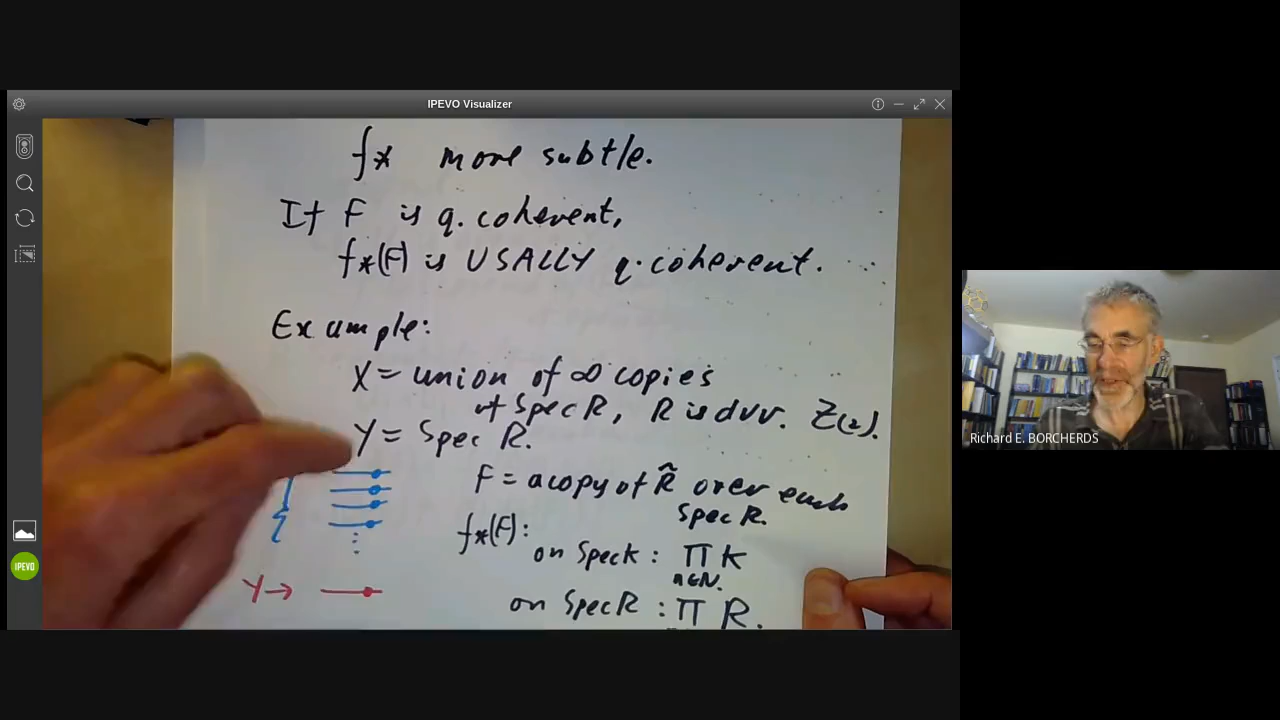 IPEVO Visualizer
f* more subtle.
If F is q. coherent,
f*(F) is USALLY q. coherent.
Example:
X = union of ∞ copies
of Spec R, R is dvr. Z(2).
Y = Spec R.
F = a copy of R̃ over each
Spec R.
f*(F):
on Spec K: Π K
n∈N.
Y →
on Spec R: Π R.
IPEVO
Richard E. BORCHERDS